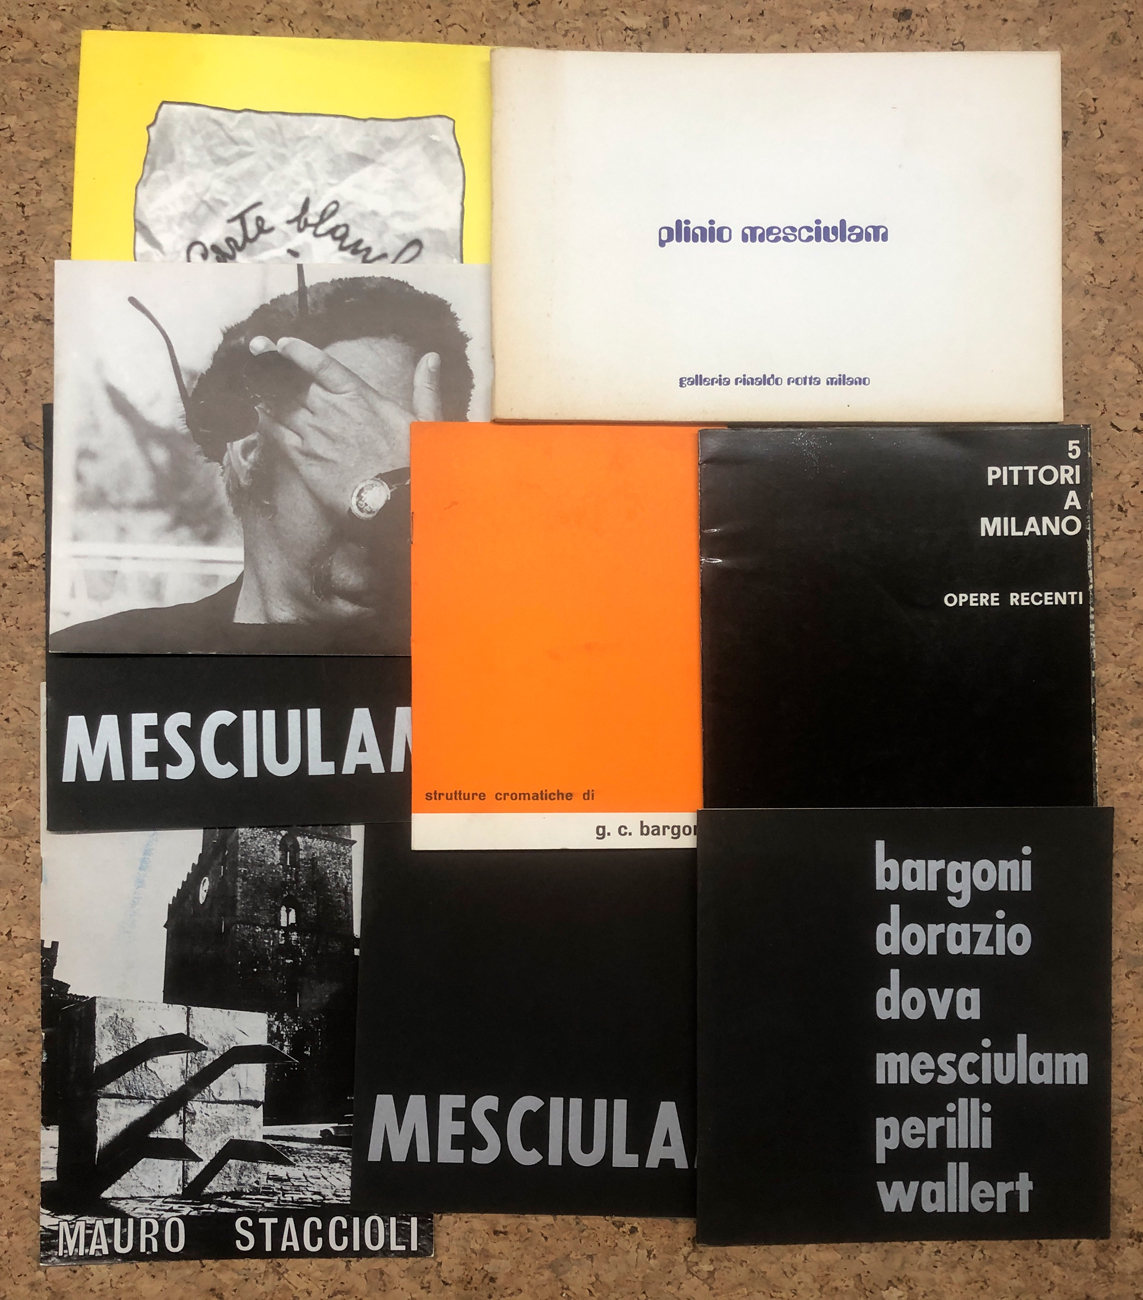 Carte
plinio mesciulam
galleria rinaldo rotta milano
5
PITTORI
A
MILANO
OPERE RECENTI
MESCIULAM
strutture cromatiche di
g. c. bargon
bargoni
dorazio
dova
mesciulam
perilli
wallert
MESCIULA
MAURO STACCIOLI